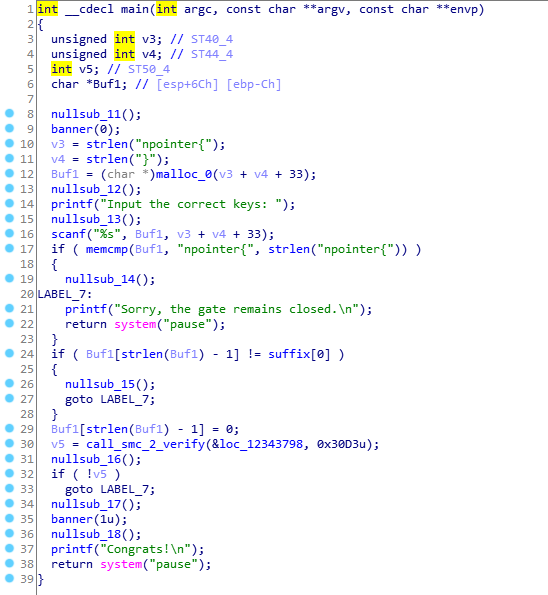 1 int __cdecl main(int argc, const char **argv, const char **envp)
2 {
3 unsigned int v3; // ST40_4
4 unsigned int v4; // ST44_4
5 int v5; // ST50_4
6 char *Buf1; // [esp+6Ch] [ebp-Ch]
7
8 nullsub_11();
9 banner(0);
10 v3 = strlen("npointer{");
11 v4 = strlen("}");
12 Buf1 = (char *)malloc_0(v3 + v4 + 33);
13 nullsub_12();
14 printf("Input the correct keys: ");
15 nullsub_13();
16 scanf("%s", Buf1, v3 + v4 + 33);
17 if ( memcmp(Buf1, "npointer{", strlen("npointer{")) )
18 {
19 nullsub_14();
20 LABEL_7:
21 printf("Sorry, the gate remains closed.\n");
22 return system("pause");
23 }
24 if ( Buf1[strlen(Buf1) - 1] != suffix[0] )
25 {
26 nullsub_15();
27 goto LABEL_7;
28 }
29 Buf1[strlen(Buf1) - 1] = 0;
30 v5 = call_smc_2_verify(&loc_12343798, 0x30D3u);
31 nullsub_16();
32 if ( !v5 )
33 goto LABEL_7;
34 nullsub_17();
35 banner(1u);
36 nullsub_18();
37 printf("Congrats!\n");
38 return system("pause");
39 }